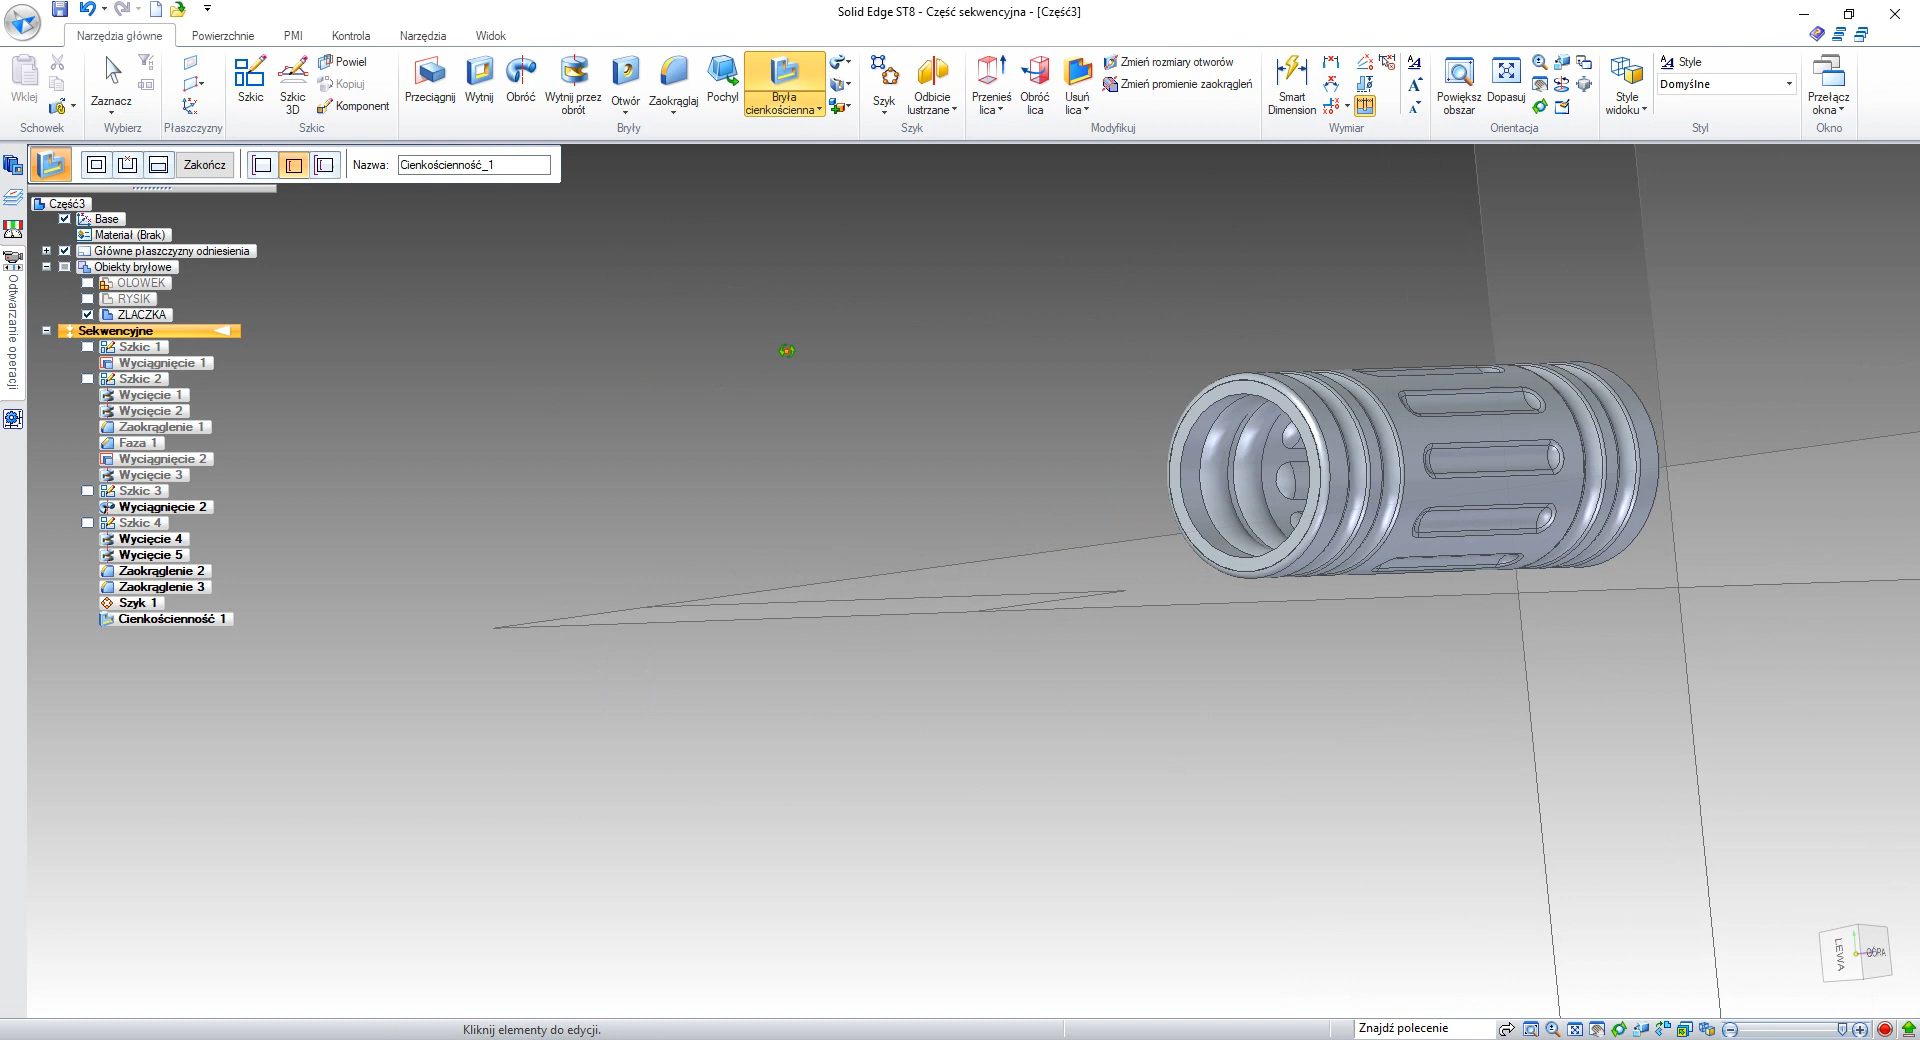 Solid Edge ST8 - Część sekwencyjna - [Część3]
Narzędzia główne Powierzchnie PMI Kontrola Narzędzia Widok
Wklej
Schowek
Zaznacz
Wybierz
Płaszczyzny
Szkic
Szkic 3D
Powiel
Kopiuj
Komponent
Szkic
Przeciągnij
Wytnij
Obróć
Wytnij przez obrót
Otwór
Zaokrąglaj
Pochyl
Bryła cienkościenna
Bryły
Szyk
Odbicie lustrzane
Szyk
Przenieś lica
Obróć lica
Usuń lica
Zmień rozmiary otworów
Zmień promienie zaokrągleń
Modyfikuj
Smart Dimension
Wymiar
Powiększ obszar
Dopasuj
Orientacja
Style widoku
Style
Domyślne
Styl
Przełącz okna
Okno
Zakończ Nazwa: Cienkościenność_1
Odtwarzanie operacji
Część3
Base
Materiał (Brak)
Główne płaszczyzny odniesienia
Obiekty bryłowe
OLOWEK
RYSIK
ZLACZKA
Sekwencyjne
Szkic 1
Wyciągnięcie 1
Szkic 2
Wycięcie 1
Wycięcie 2
Zaokrąglenie 1
Faza 1
Wyciągnięcie 2
Wycięcie 3
Szkic 3
Wyciągnięcie 2
Szkic 4
Wycięcie 4
Wycięcie 5
Zaokrąglenie 2
Zaokrąglenie 3
Szyk 1
Cienkościenność 1
LEWA
GÓRA
Kliknij elementy do edycji.
Znajdź polecenie